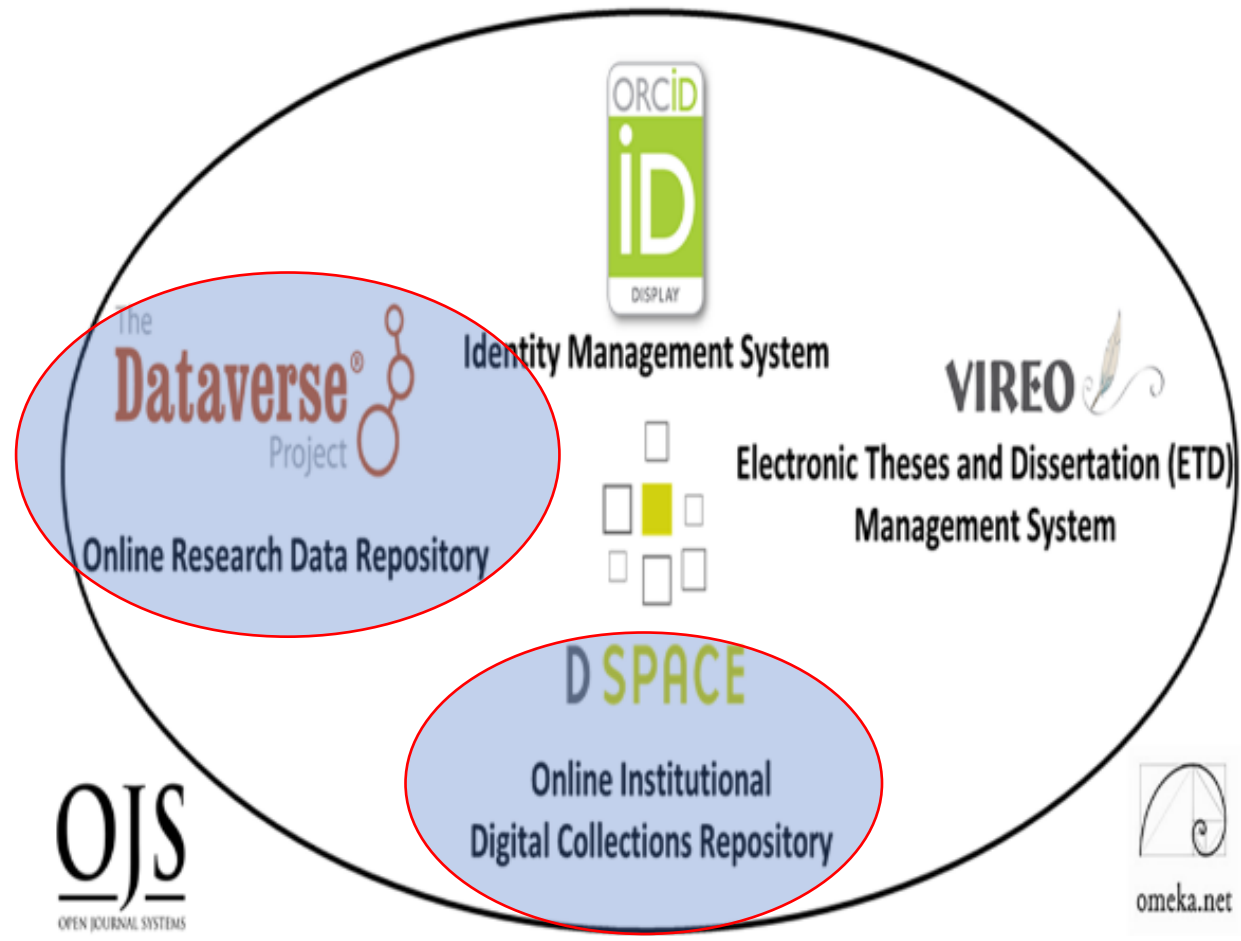 ORCiD
iD
DISPLAY
Identity Management System
The
Dataverse®
Project
Online Research Data Repository
VIREO
Electronic Theses and Dissertation (ETD)
Management System
D SPACE
Online Institutional
Digital Collections Repository
OJS
OPEN JOURNAL SYSTEMS
omeka.net